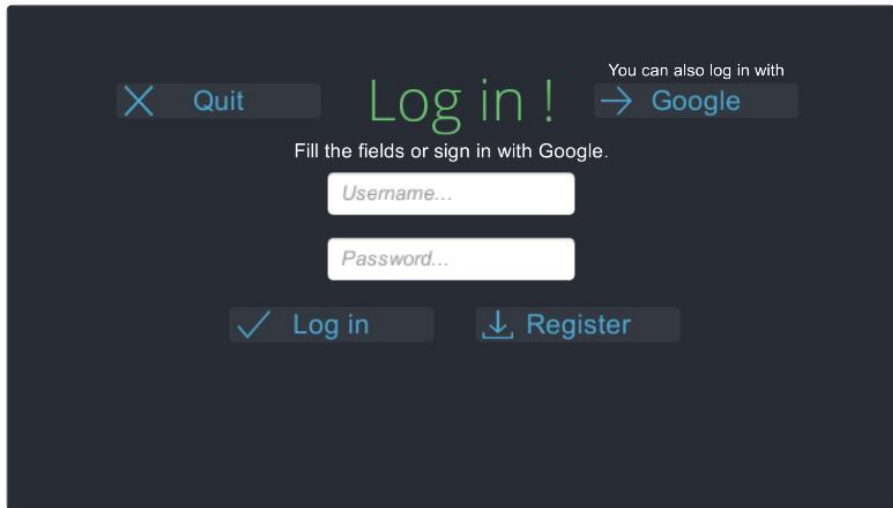 You can also log in with
Quit
Log in !
Google
Fill the fields or sign in with Google.
Username...
Password...
Log in
Register